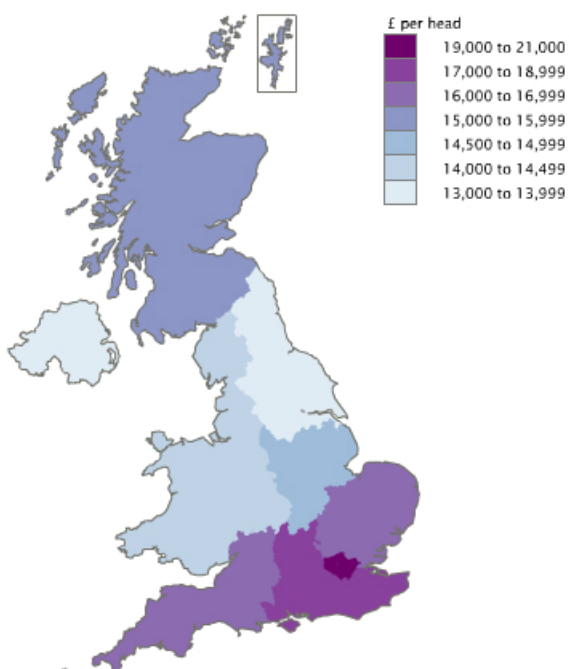 £ per head
19,000 to 21,000
17,000 to 18,999
16,000 to 16,999
15,000 to 15,999
14,500 to 14,999
14,000 to 14,499
13,000 to 13,999